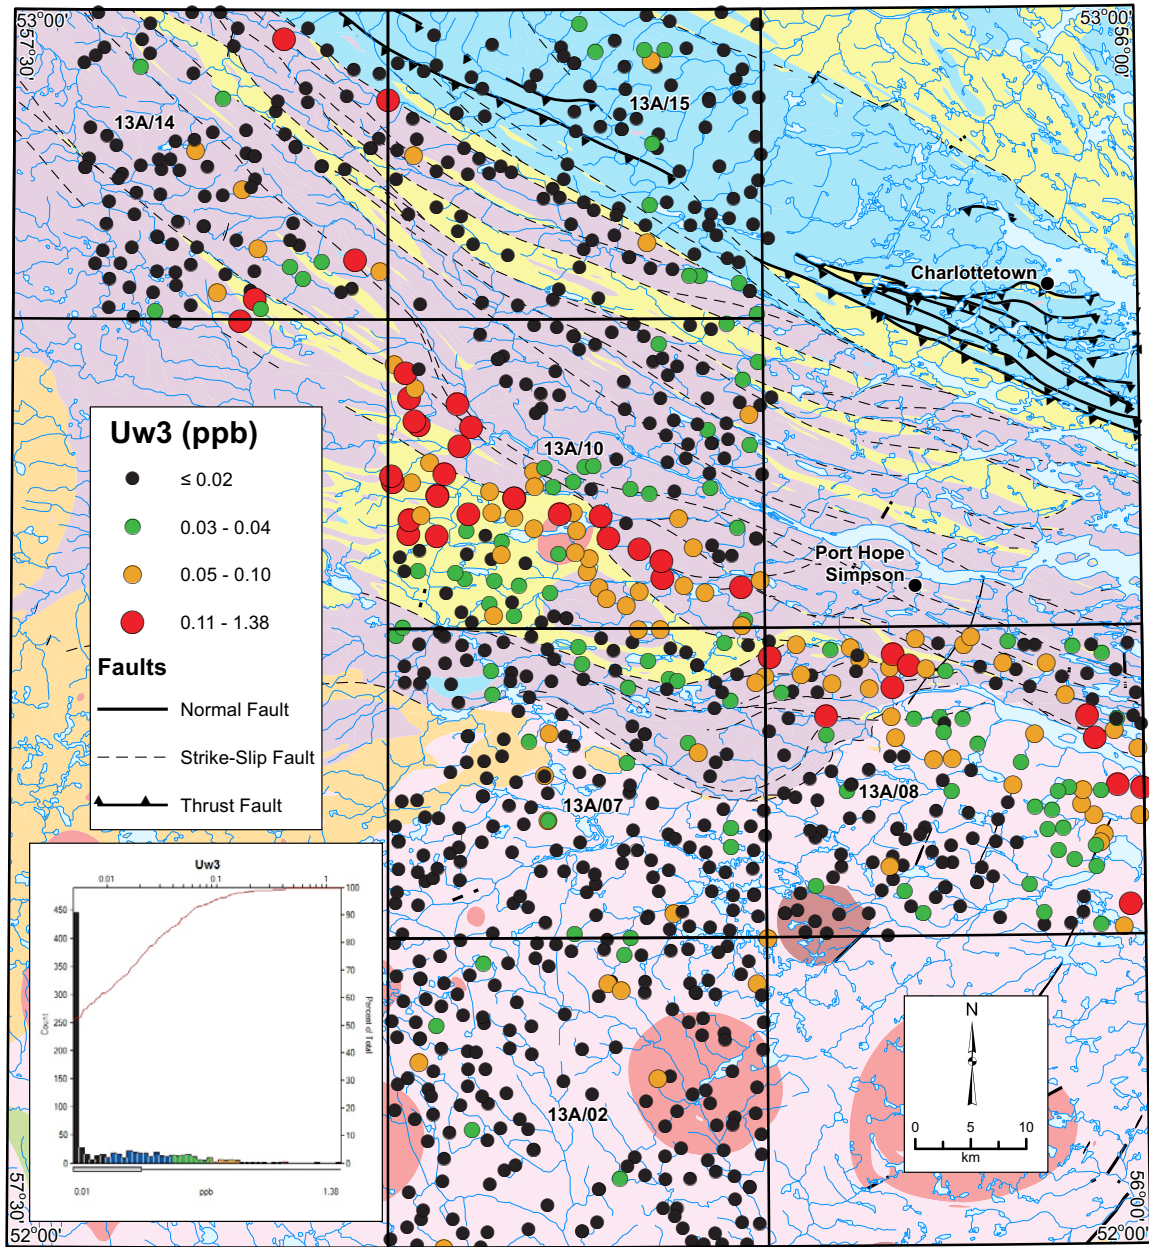 53°00'
57°30'
53°00'
56°00'
13A/14
13A/15
Charlottetown
13A/10
Port Hope
Simpson
13A/07
13A/08
13A/02
Uw3 (ppb)
≤ 0.02
0.03 - 0.04
0.05 - 0.10
0.11 - 1.38
Faults
Normal Fault
Strike-Slip Fault
Thrust Fault
Uw3
0.01 0.1 1
450
350
300
250
200
150
100
50
0
Count
100
90
80
70
60
50
40
30
20
10
0
Percent of Total
0.01 ppb 1.38
N
0 5 10
km
57°30'
52°00'
56°00'
52°00'